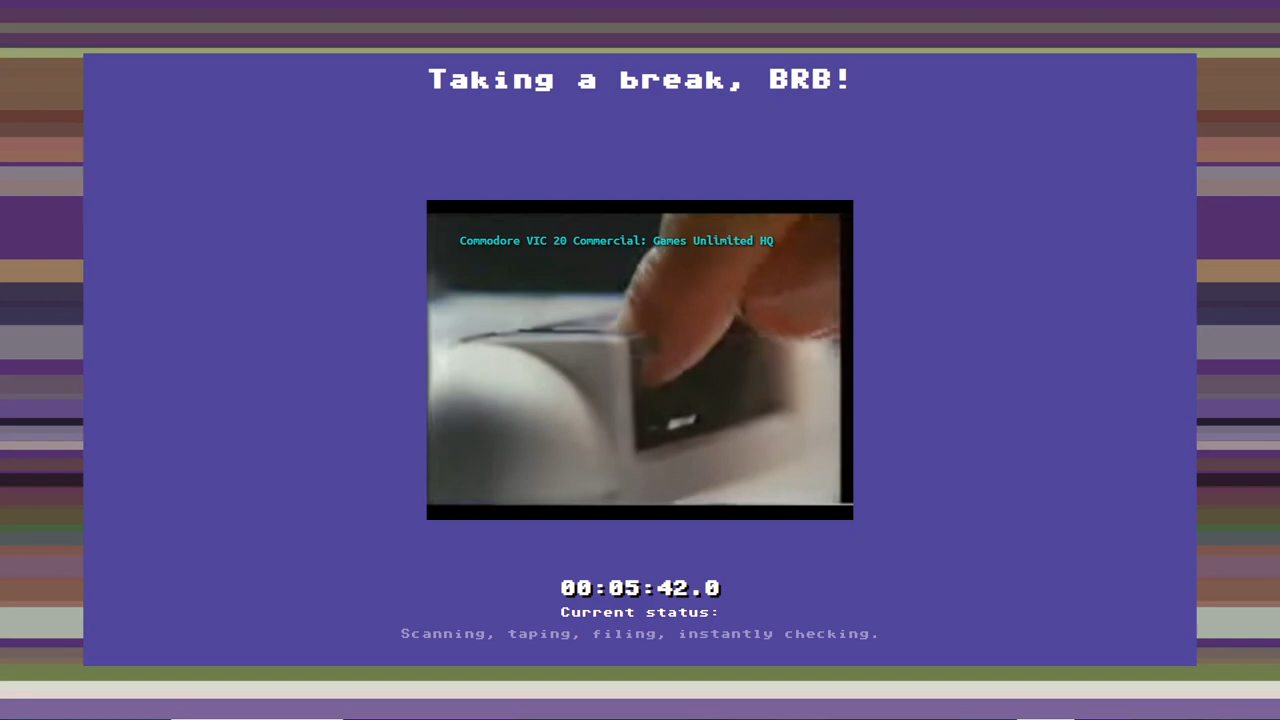 Taking a break, BRB!
Commodore VIC 20 Commercial: Games Unlimited HQ
00:05:42.0
Current status:
Scanning, taping, filing, instantly checking.